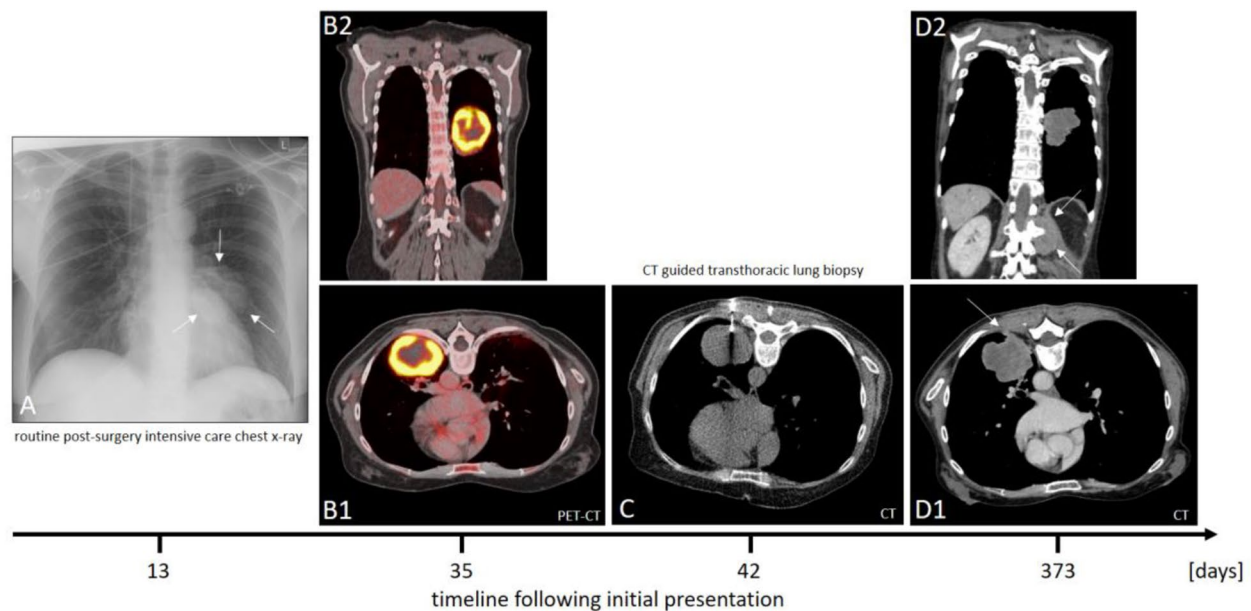 B2
D2
L
A
routine post-surgery intensive care chest x-ray
CT guided transthoracic lung biopsy
B1
PET-CT
C
CT
D1
CT
13
35
42
373
[days]
timeline following initial presentation